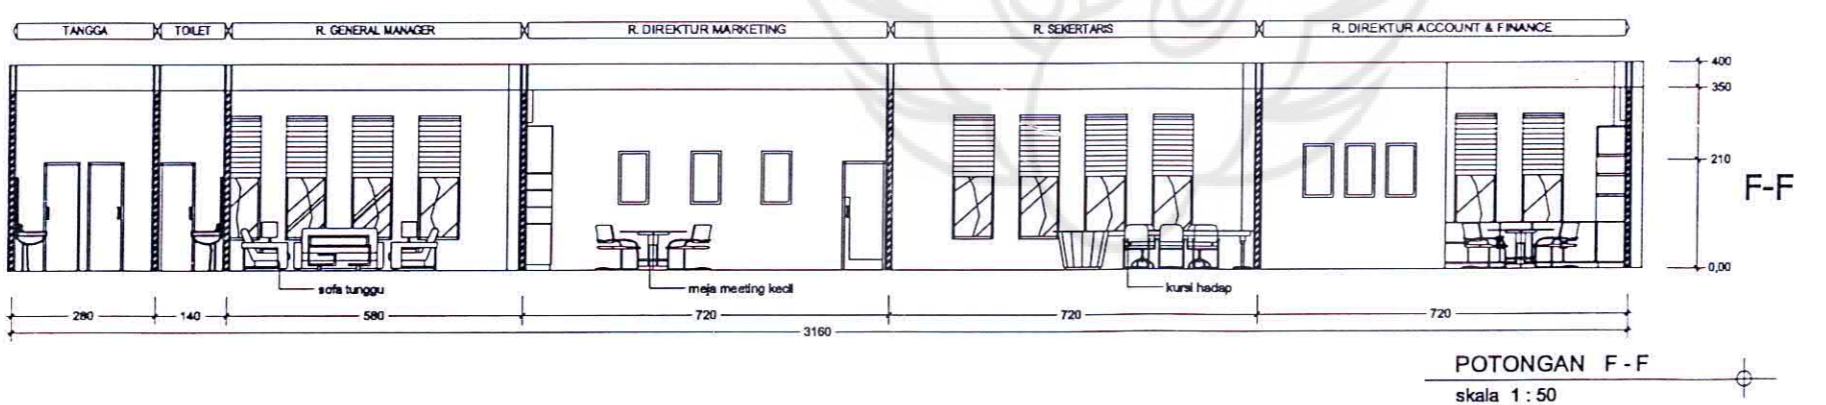 TANGGA
TOILET
R. GENERAL MANAGER
R. DIREKTUR MARKETING
R. SEKERTARIS
R. DIREKTUR ACCOUNT & FINANCE
400
350
210
F-F
0,00
sofa tunggu
meja meeting kecil
kursi hadap
280
140
580
720
720
720
3160
POTONGAN F - F
skala 1 : 50